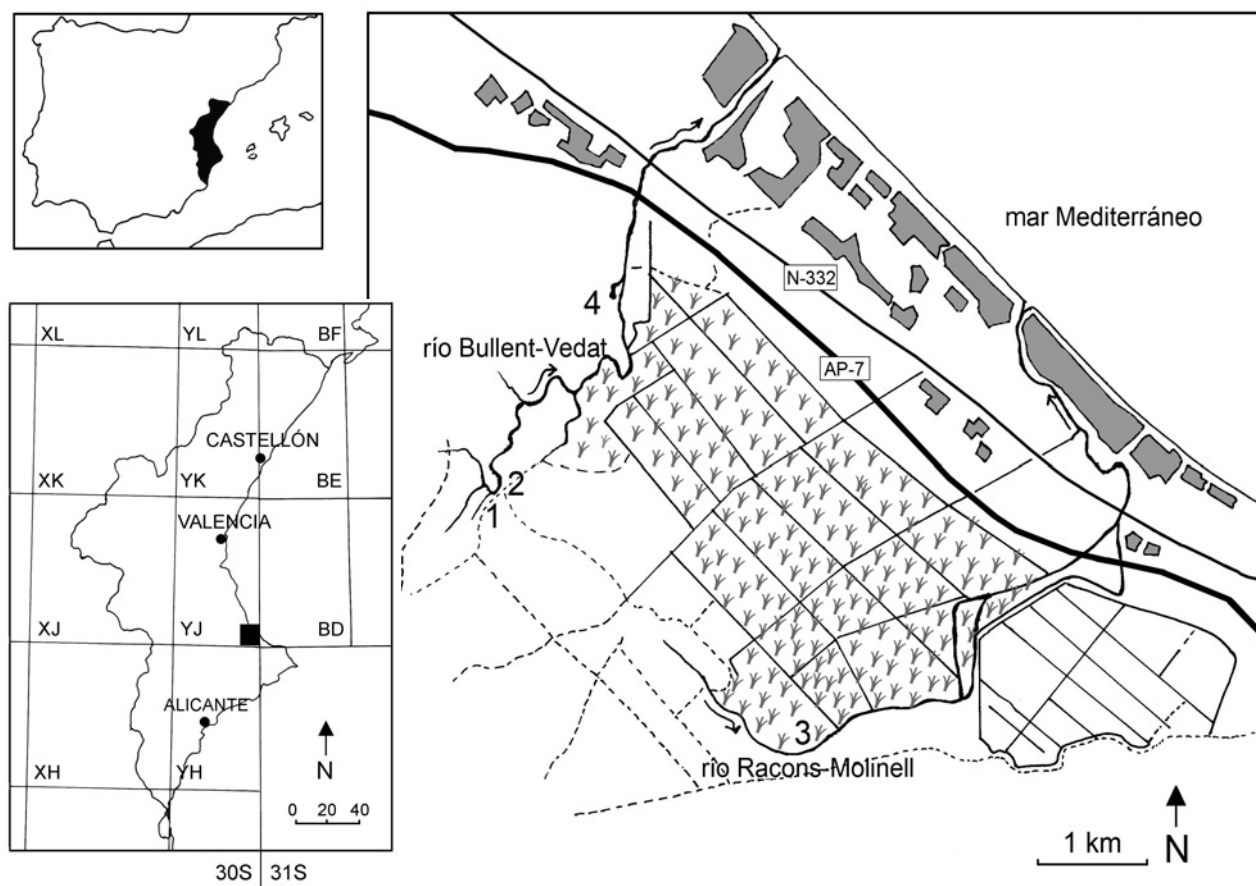 XL YL BF
CASTELLÓN
XK YK BE
VALENCIA
XJ YJ BD
ALICANTE
N
XH YH
0 20 40
30S 31S
mar Mediterráneo
N-332
4
río Bullent-Vedat
AP-7
2
1
3
río Racons-Molinell
1 km
N